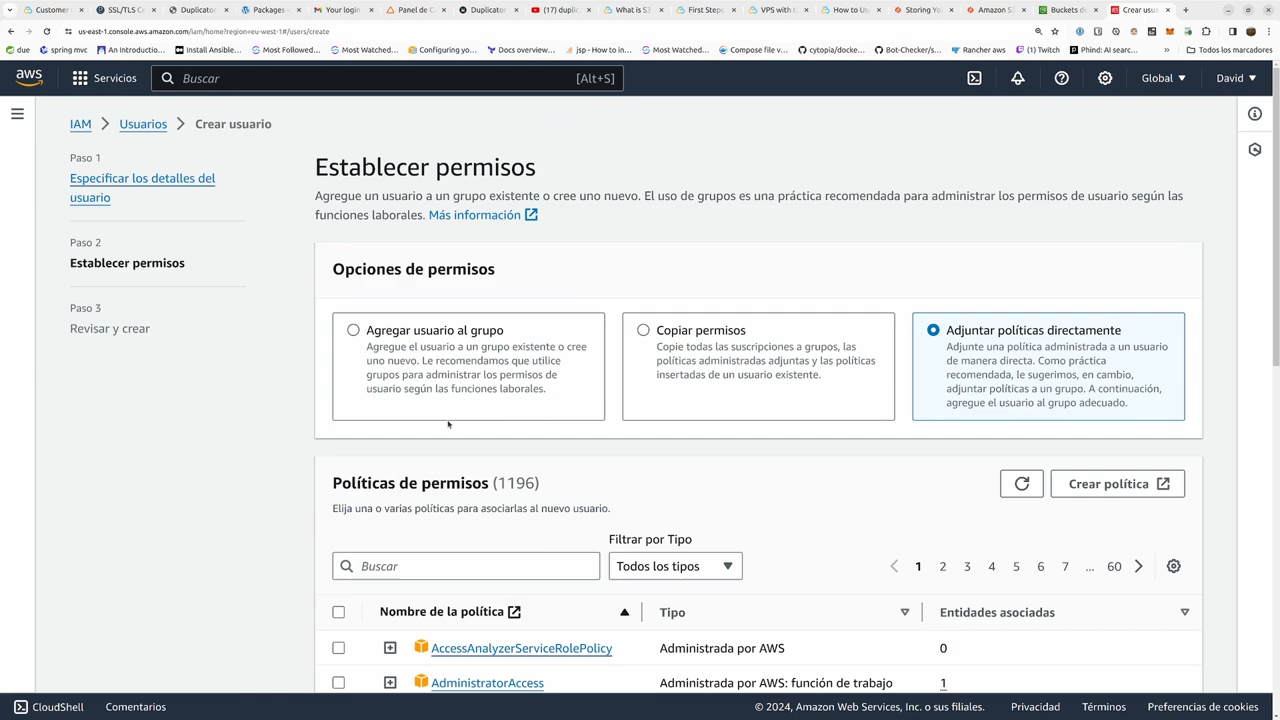 Customer
SSL/TLS Ce
Duplicator
Packages -
Your login
Panel de C
Duplicator
(17) duplic
What is S3
First Steps
VPS with t
How to Us
Storing Yo
Amazon S3
Buckets de
Crear usua
us-east-1.console.aws.amazon.com/iam/home?region=eu-west-1#/users/create
due
spring mvc
An Introduction...
Install Ansible...
Most Followed...
Most Watched...
Configuring yo...
Docs overview...
jsp - How to in...
Most Watched...
Compose file v...
cytopia/docke...
Bot-Checker/s...
Rancher aws
(1) Twitch
Phind: AI searc...
»
Todos los marcadores
aws
Servicios
Buscar
[Alt+S]
Global
David
IAM
Usuarios
Crear usuario
Paso 1
Especificar los detalles del
usuario
Paso 2
Establecer permisos
Paso 3
Revisar y crear
Establecer permisos
Agregue un usuario a un grupo existente o cree uno nuevo. El uso de grupos es una práctica recomendada para administrar los permisos de usuario según las
funciones laborales. Más información
Opciones de permisos
Agregar usuario al grupo
Agregue el usuario a un grupo existente o cree
uno nuevo. Le recomendamos que utilice
grupos para administrar los permisos de
usuario según las funciones laborales.
Copiar permisos
Copie todas las suscripciones a grupos, las
políticas administradas adjuntas y las políticas
insertadas de un usuario existente.
Adjuntar políticas directamente
Adjunte una política administrada a un usuario
de manera directa. Como práctica
recomendada, le sugerimos, en cambio,
adjuntar políticas a un grupo. A continuación,
agregue el usuario al grupo adecuado.
Políticas de permisos (1196)
Crear política
Elija una o varias políticas para asociarlas al nuevo usuario.
Filtrar por Tipo
Buscar
Todos los tipos
1 2 3 4 5 6 7 ... 60
Nombre de la política
Tipo
Entidades asociadas
AccessAnalyzerServiceRolePolicy
Administrada por AWS
0
AdministratorAccess
Administrada por AWS: función de trabajo
1
CloudShell
Comentarios
© 2024, Amazon Web Services, Inc. o sus filiales.
Privacidad
Términos
Preferencias de cookies